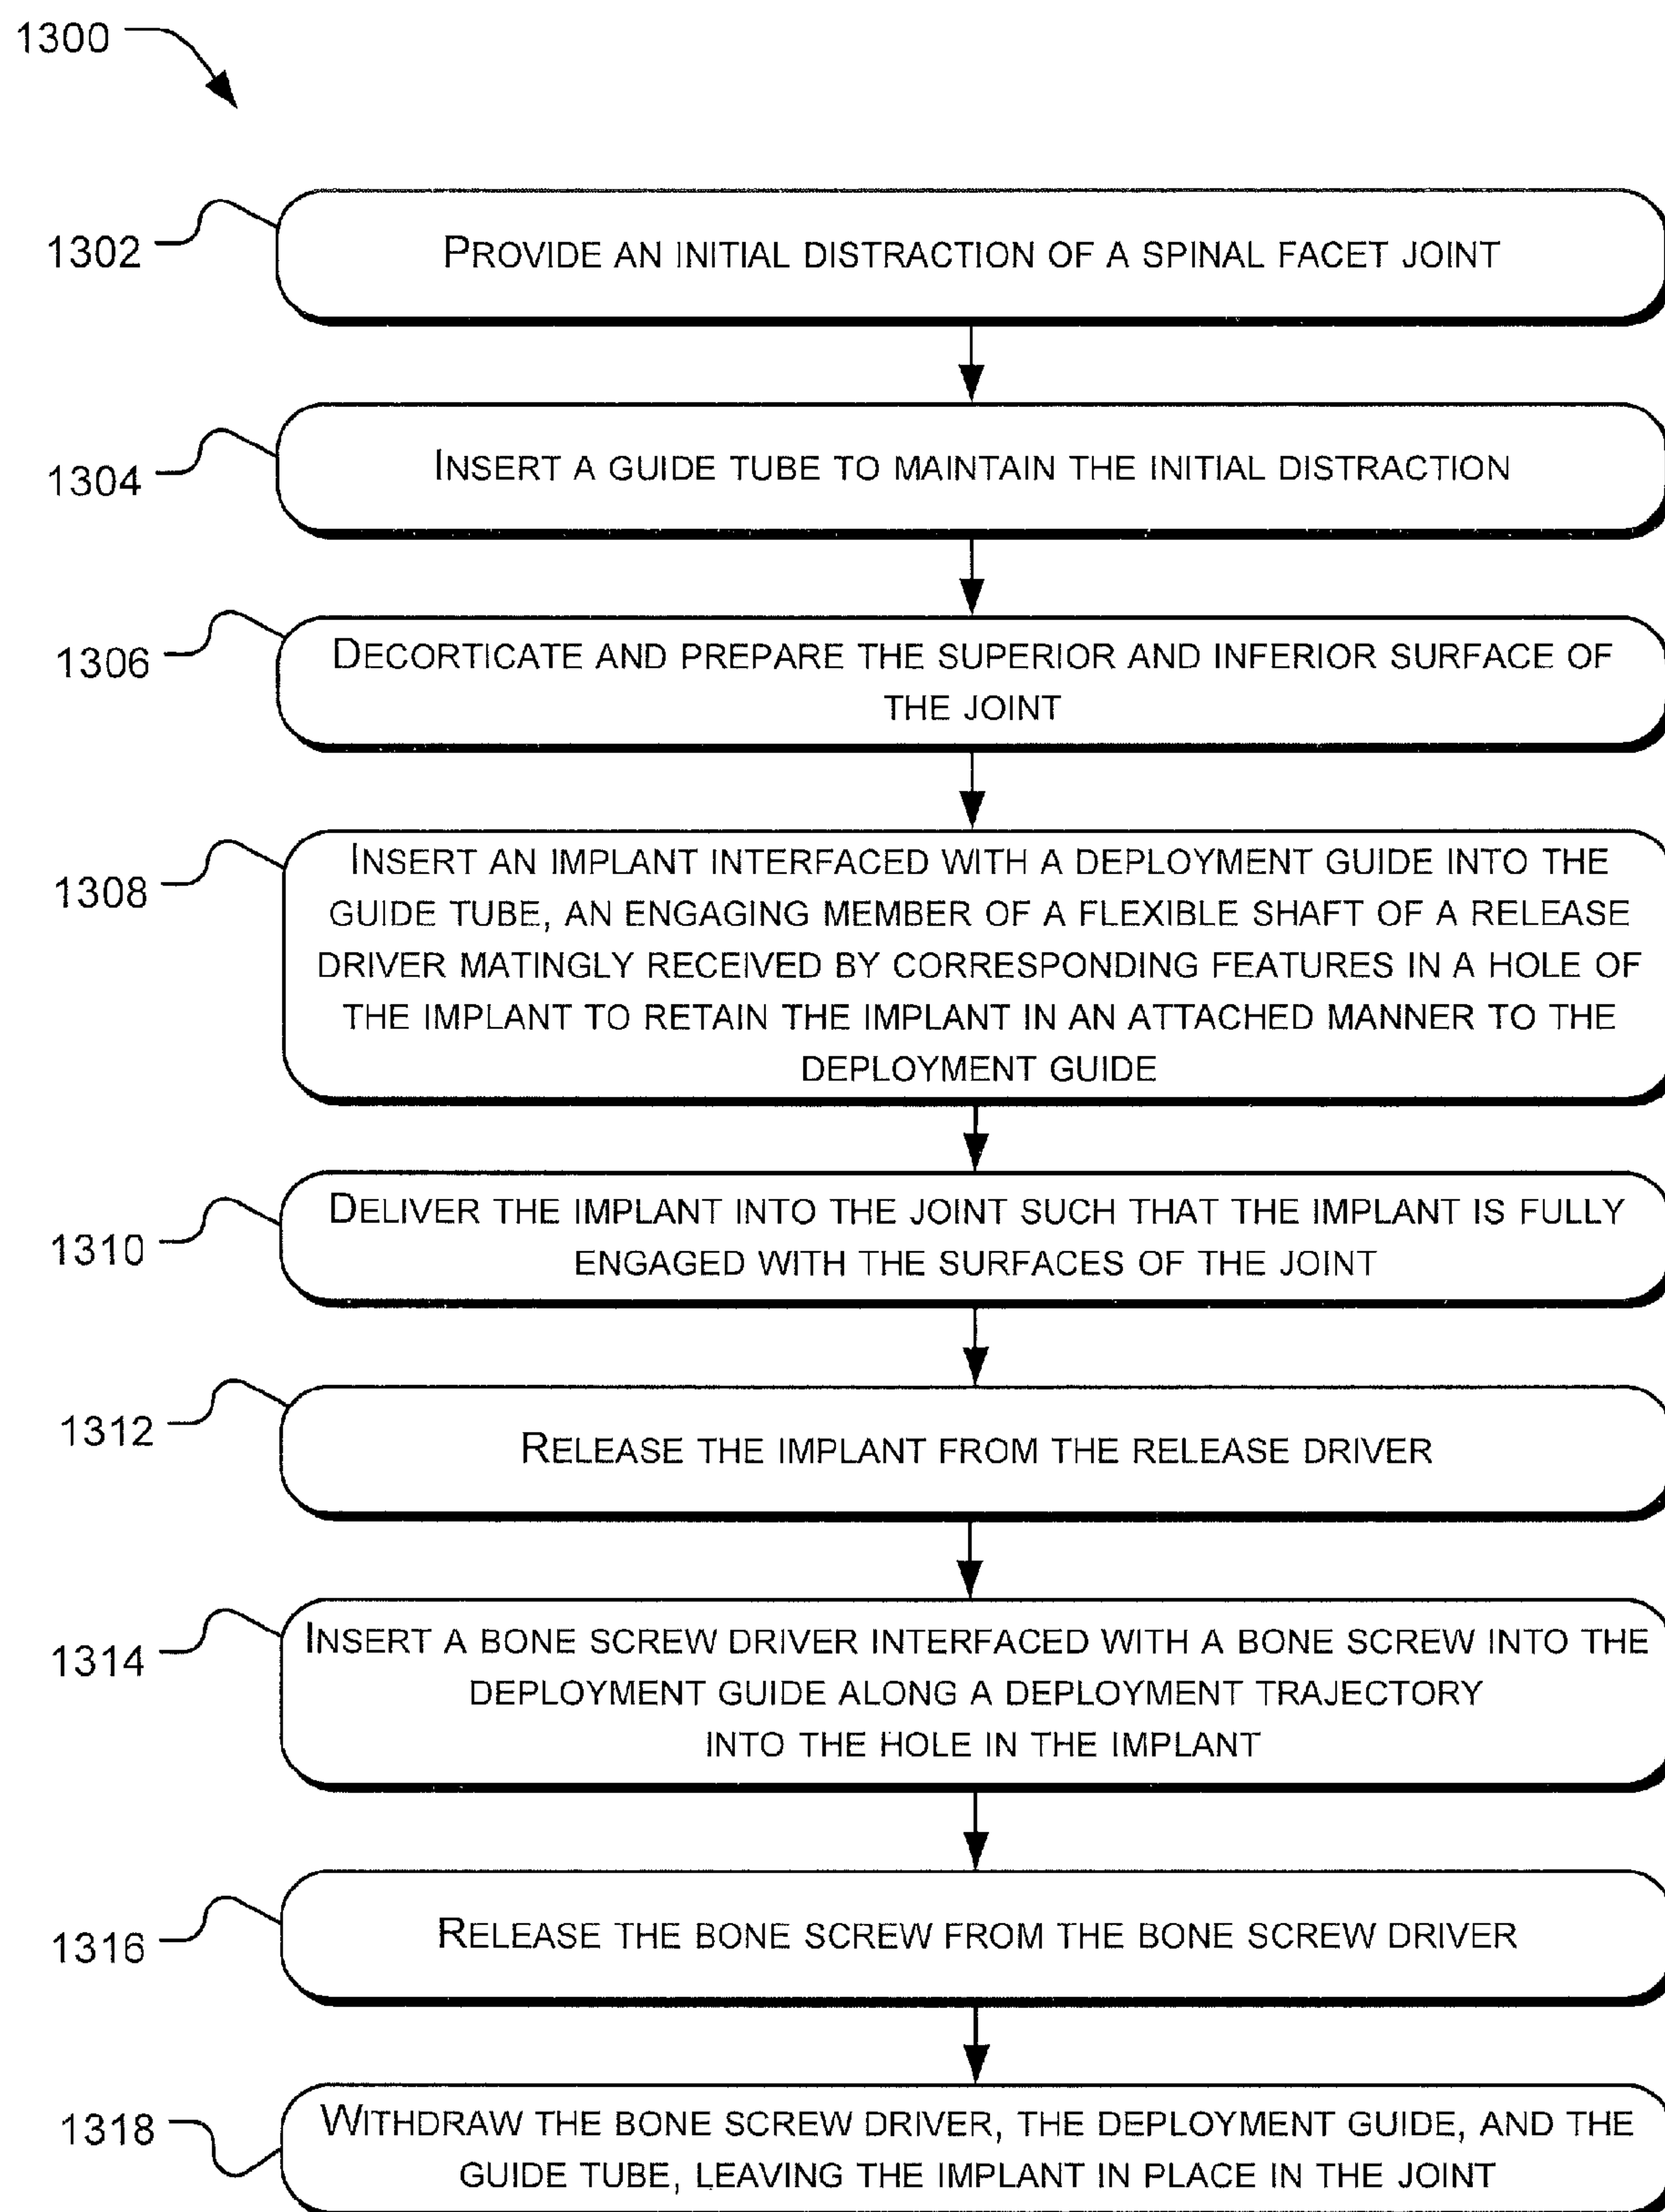 1300
1302
PROVIDE AN INITIAL DISTRACTION OF A SPINAL FACET JOINT
1304
INSERT A GUIDE TUBE TO MAINTAIN THE INITIAL DISTRACTION
1306
DECORTICATE AND PREPARE THE SUPERIOR AND INFERIOR SURFACE OF
THE JOINT
1308
INSERT AN IMPLANT INTERFACED WITH A DEPLOYMENT GUIDE INTO THE
GUIDE TUBE, AN ENGAGING MEMBER OF A FLEXIBLE SHAFT OF A RELEASE
DRIVER MATINGLY RECEIVED BY CORRESPONDING FEATURES IN A HOLE OF
THE IMPLANT TO RETAIN THE IMPLANT IN AN ATTACHED MANNER TO THE
DEPLOYMENT GUIDE
1310
DELIVER THE IMPLANT INTO THE JOINT SUCH THAT THE IMPLANT IS FULLY
ENGAGED WITH THE SURFACES OF THE JOINT
1312
RELEASE THE IMPLANT FROM THE RELEASE DRIVER
1314
INSERT A BONE SCREW DRIVER INTERFACED WITH A BONE SCREW INTO THE
DEPLOYMENT GUIDE ALONG A DEPLOYMENT TRAJECTORY
INTO THE HOLE IN THE IMPLANT
1316
RELEASE THE BONE SCREW FROM THE BONE SCREW DRIVER
1318
WITHDRAW THE BONE SCREW DRIVER, THE DEPLOYMENT GUIDE, AND THE
GUIDE TUBE, LEAVING THE IMPLANT IN PLACE IN THE JOINT